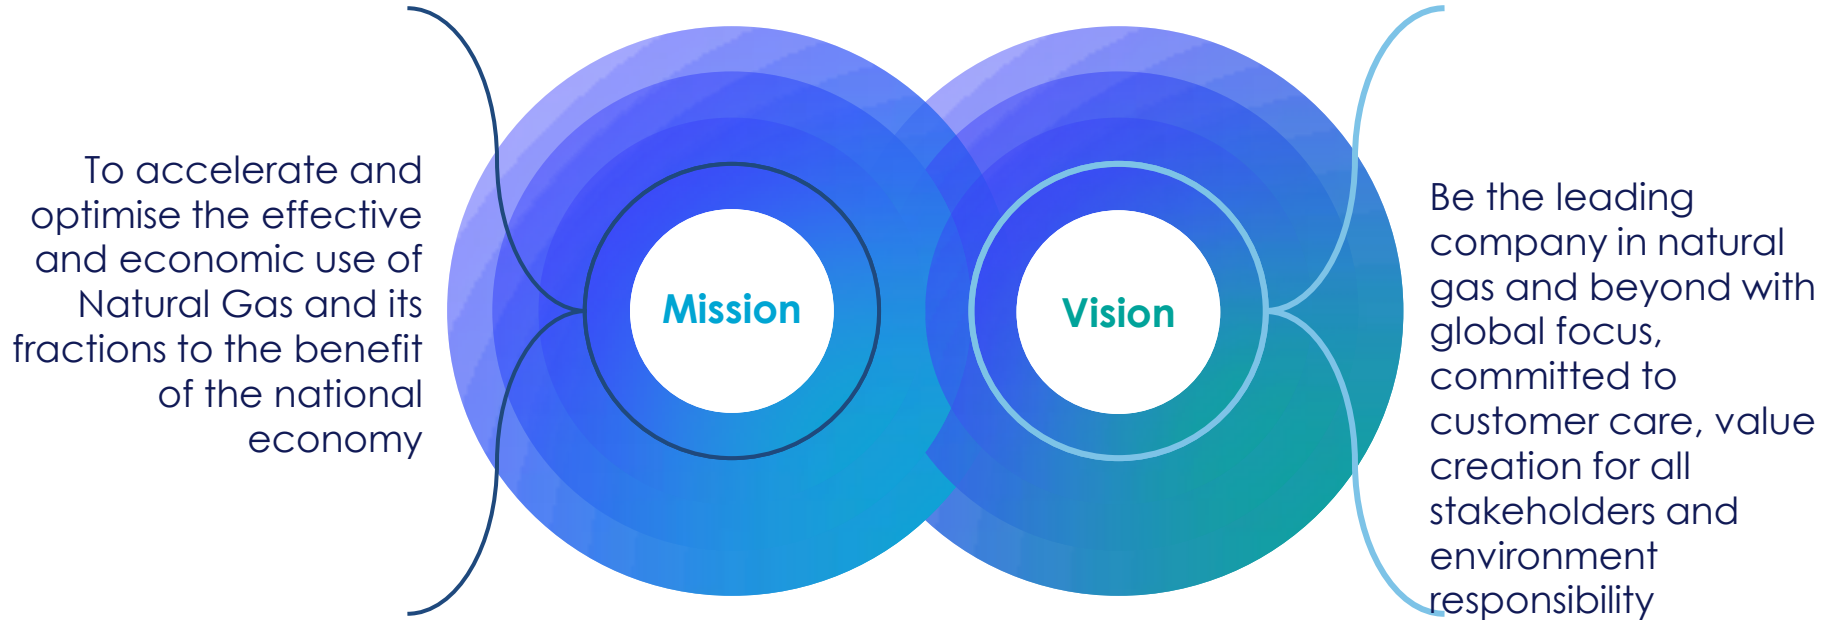 To accelerate and
optimise the effective
and economic use of
Natural Gas and its
fractions to the benefit
of the national
economy
Mission
Vision
Be the leading
company in natural
gas and beyond with
global focus,
committed to
customer care, value
creation for all
stakeholders and
environment
responsibility